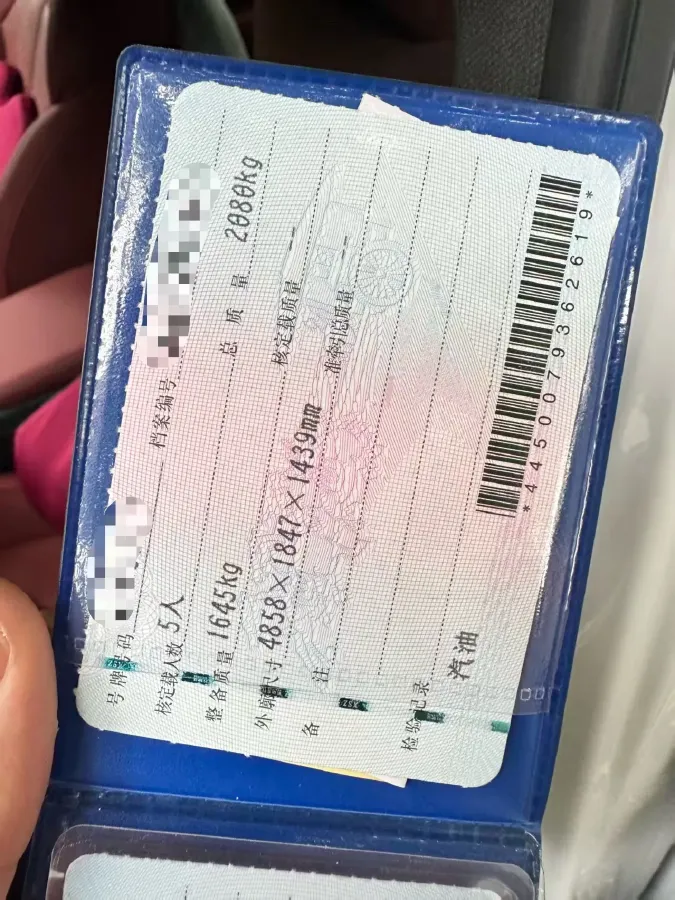 号牌号码 档案编号
核定载人数 5人 总质量 2080kg
整备质量 1645kg 核定载质量 --
外廓尺寸 4858×1847×1439mm 准牵引总质量 --
备注
检验记录
汽油
*4450079362619*